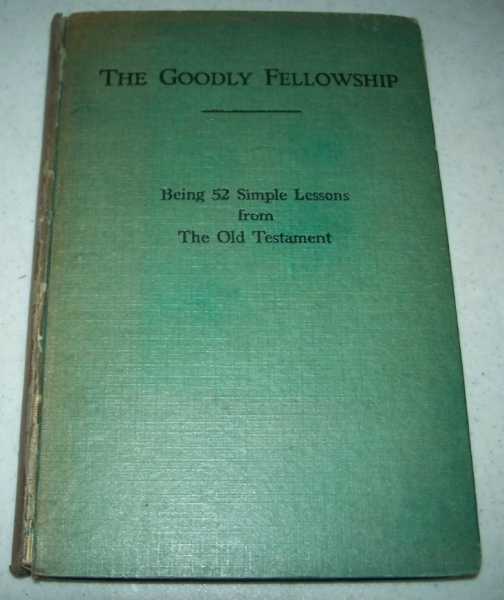 THE GOODLY FELLOWSHIP
Being 52 Simple Lessons
from
The Old Testament